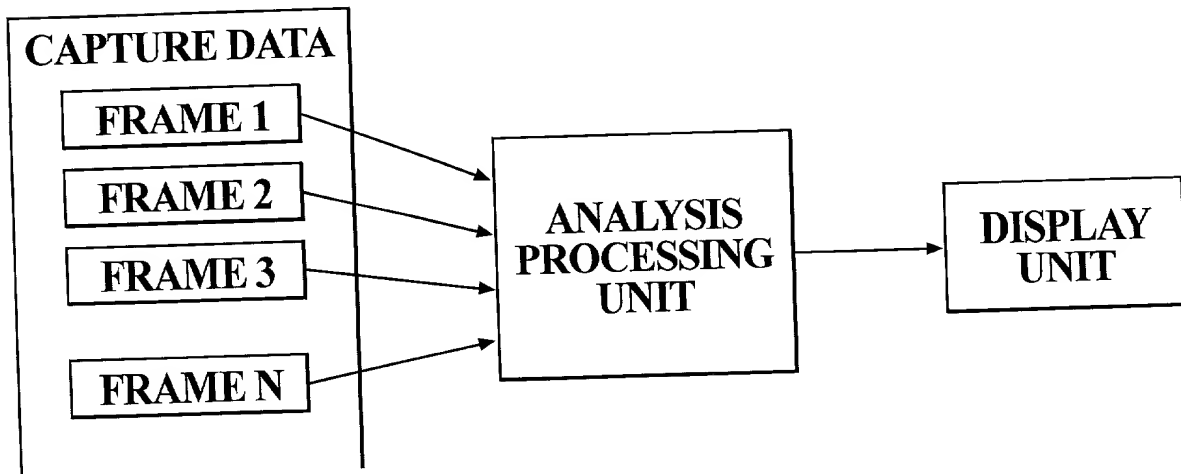 CAPTURE DATA
FRAME 1
FRAME 2
FRAME 3
FRAME N
ANALYSIS
PROCESSING
UNIT
DISPLAY
UNIT